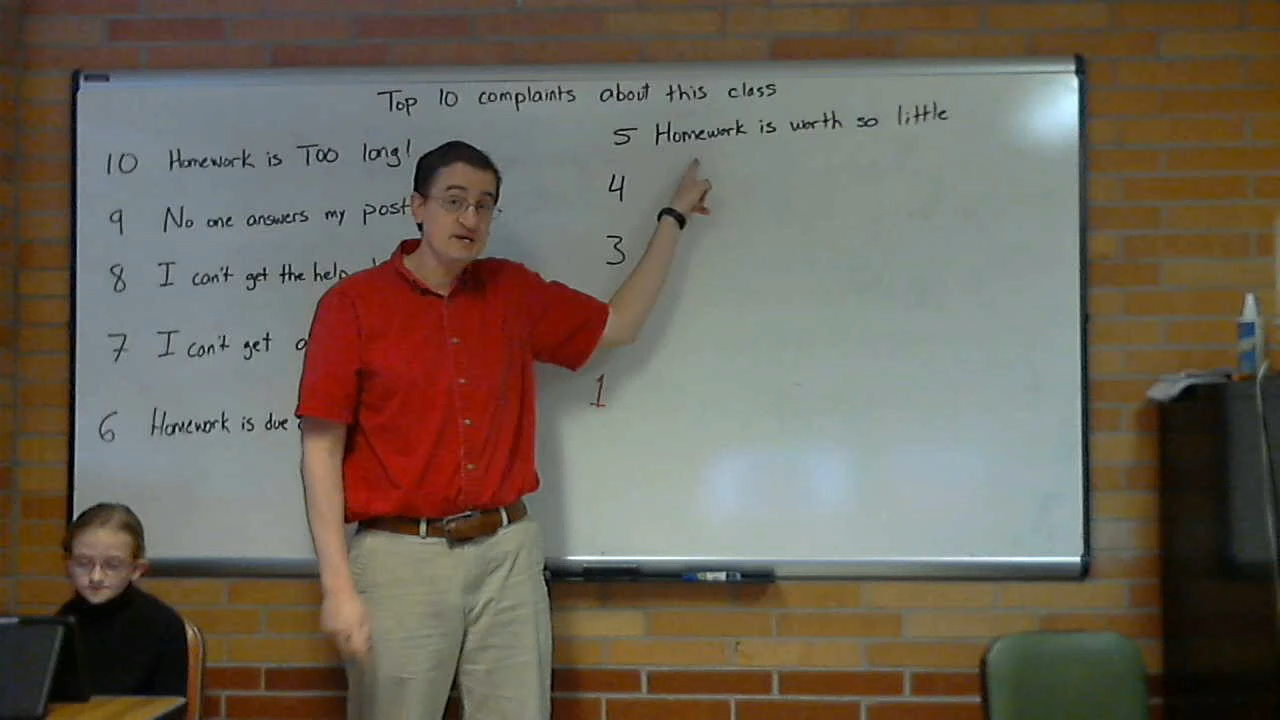 Top 10 complaints about this class
10 Homework is Too long!
9 No one answers my post
8 I can't get the help
7 I can't get
6 Homework is due
5 Homework is worth so little
4
3
1